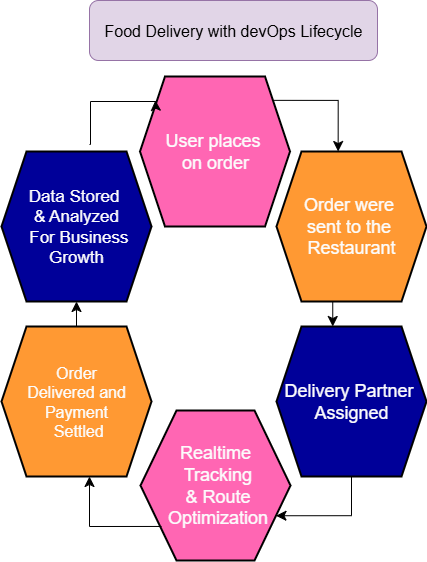 Food Delivery with devOps Lifecycle
User places
on order
Order were
sent to the
Restaurant
Delivery Partner
Assigned
Realtime
Tracking
& Route
Optimization
Order
Delivered and
Payment
Settled
Data Stored
& Analyzed
For Business
Growth